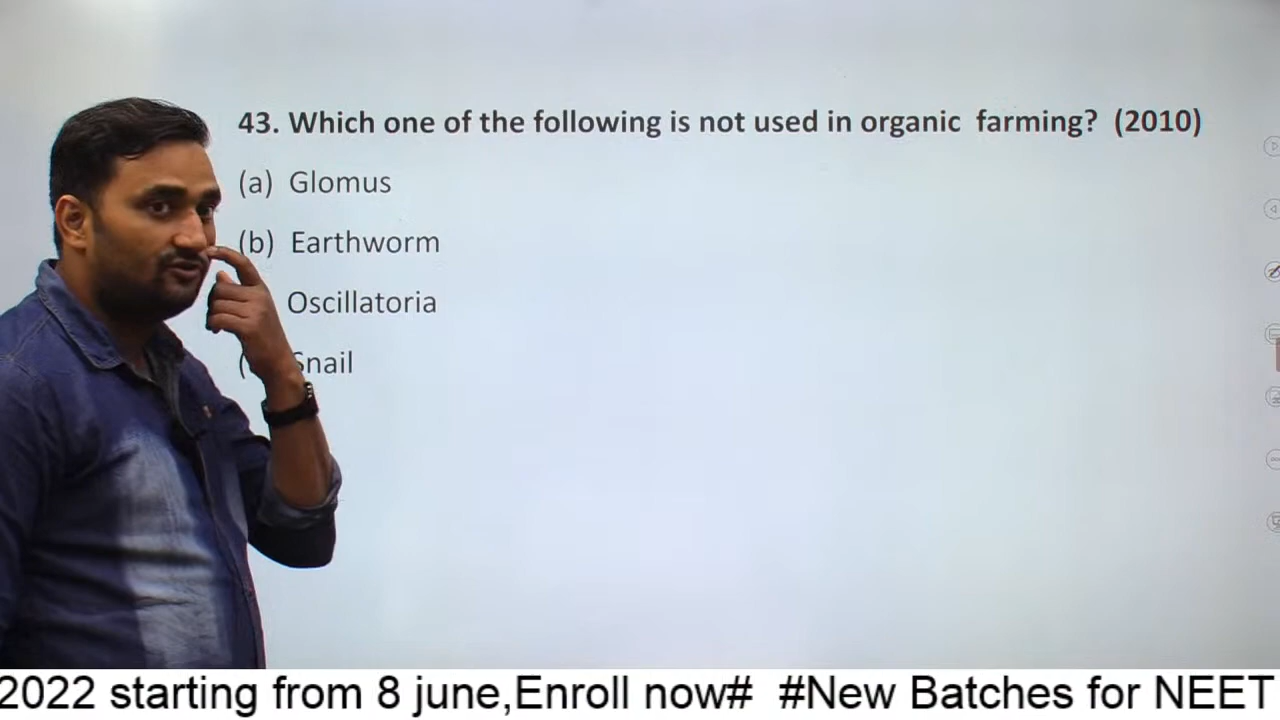 43. Which one of the following is not used in organic farming? (2010)
(a) Glomus
(b) Earthworm
Oscillatoria
( Snail
2022 starting from 8 june,Enroll now# #New Batches for NEET